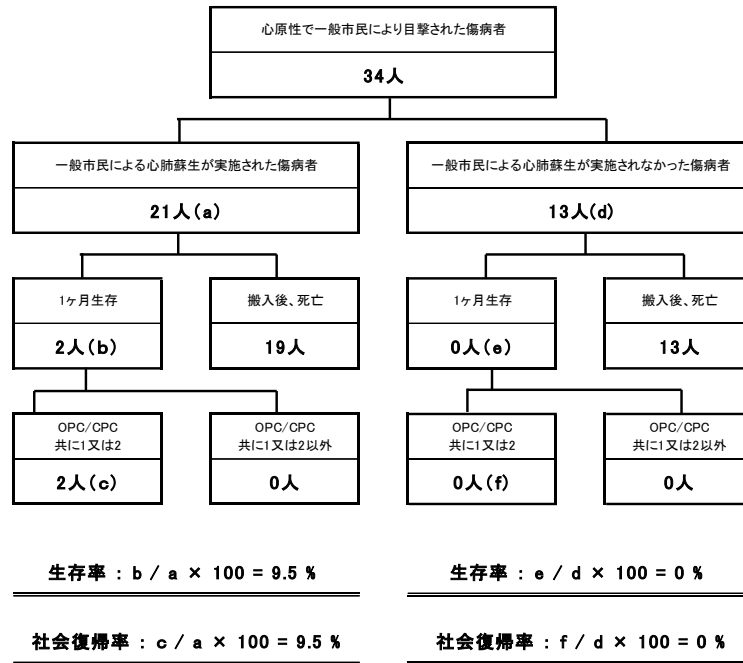 心原性で一般市民により目撃された傷病者
34人
一般市民による心肺蘇生が実施された傷病者
21人(a)
一般市民による心肺蘇生が実施されなかった傷病者
13人(d)
1ヶ月生存
2人(b)
搬入後、死亡
19人
1ヶ月生存
0人(e)
搬入後、死亡
13人
OPC/CPC
共に1又は2
2人(c)
OPC/CPC
共に1又は2以外
0人
OPC/CPC
共に1又は2
0人(f)
OPC/CPC
共に1又は2以外
0人
生存率 : b / a × 100 = 9.5 %
生存率 : e / d × 100 = 0 %
社会復帰率 : c / a × 100 = 9.5 %
社会復帰率 : f / d × 100 = 0 %